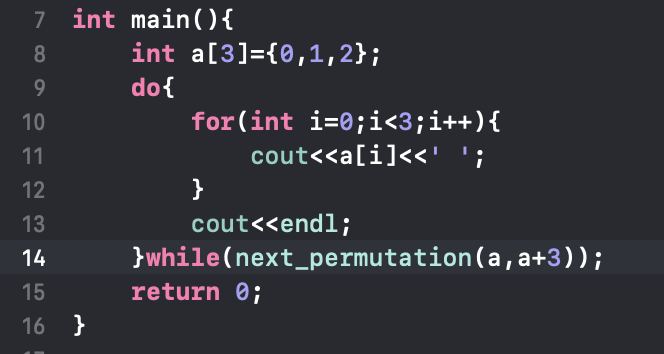 7 int main(){
8 int a[3]={0,1,2};
9 do{
10 for(int i=0;i<3;i++){
11 cout<<a[i]<<' ';
12 }
13 cout<<endl;
14 }while(next_permutation(a,a+3));
15 return 0;
16 }